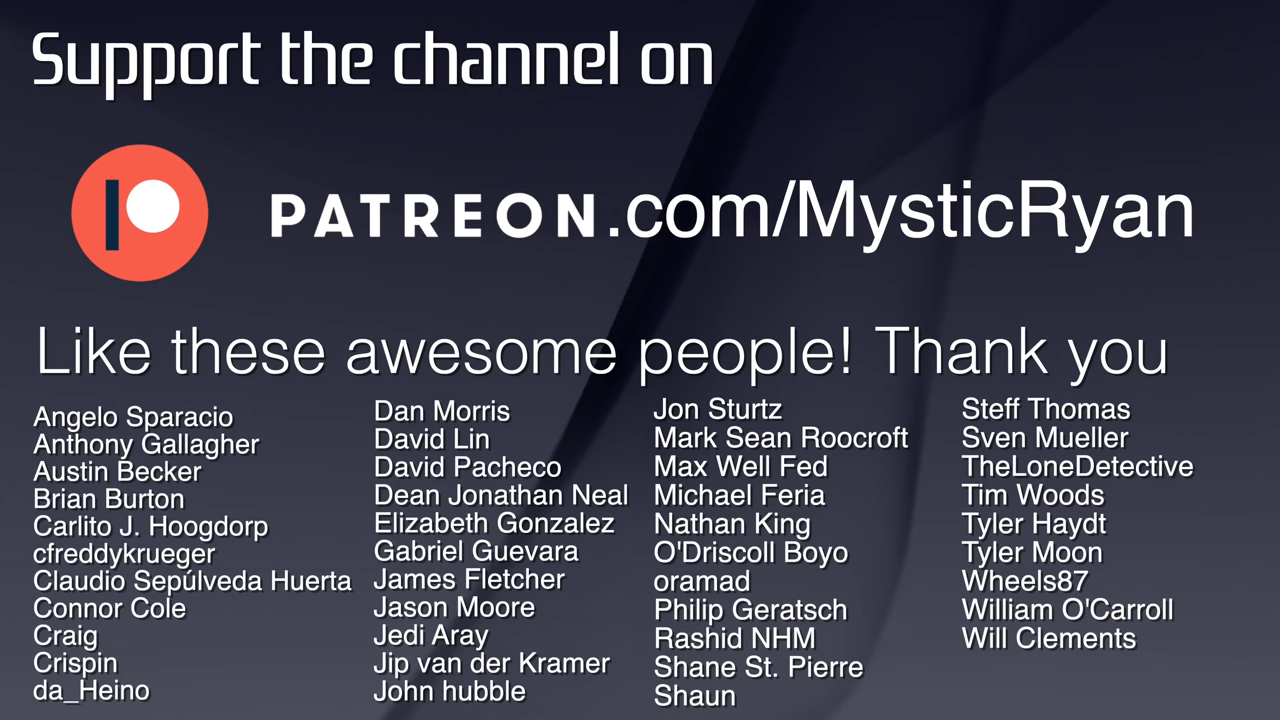 Support the channel on
PATREON.com/MysticRyan
Like these awesome people! Thank you
Angelo Sparacio
Anthony Gallagher
Austin Becker
Brian Burton
Carlito J. Hoogdorp
cfreddykrueger
Claudio Sepúlveda Huerta
Connor Cole
Craig
Crispin
da_Heino
Dan Morris
David Lin
David Pacheco
Dean Jonathan Neal
Elizabeth Gonzalez
Gabriel Guevara
James Fletcher
Jason Moore
Jedi Aray
Jip van der Kramer
John hubble
Jon Sturtz
Mark Sean Roocroft
Max Well Fed
Michael Feria
Nathan King
O'Driscoll Boyo
oramad
Philip Geratsch
Rashid NHM
Shane St. Pierre
Shaun
Steff Thomas
Sven Mueller
TheLoneDetective
Tim Woods
Tyler Haydt
Tyler Moon
Wheels87
William O'Carroll
Will Clements